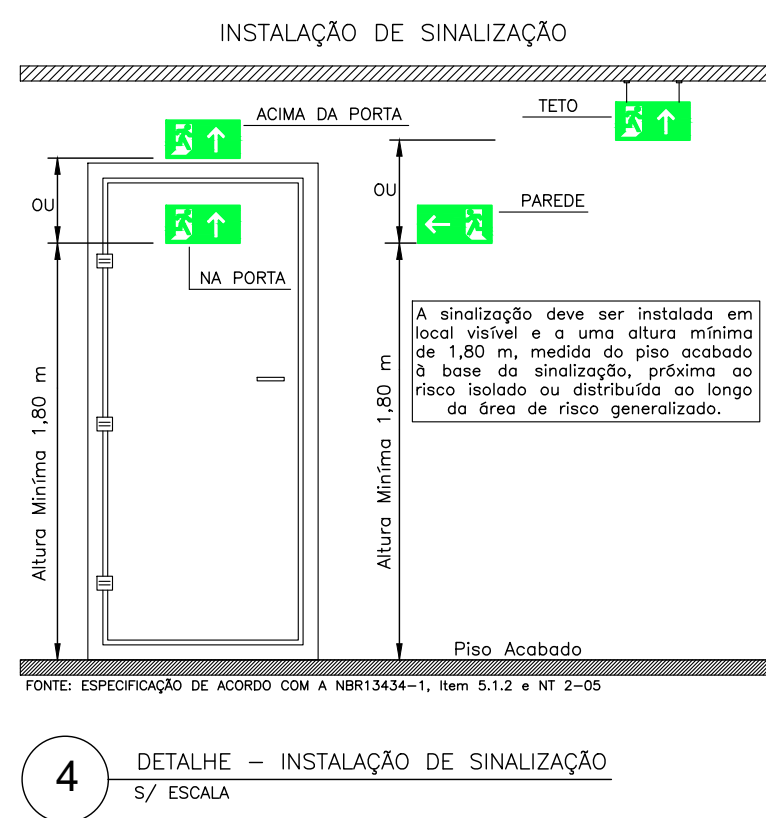 INSTALAÇÃO DE SINALIZAÇÃO
ACIMA DA PORTA
TETO
OU
OU
PAREDE
NA PORTA
A sinalização deve ser instalada em
local visível e a uma altura mínima
de 1,80 m, medida do piso acabado
à base da sinalização, próxima ao
risco isolado ou distribuída ao longo
da área de risco generalizado.
Altura Miníma 1,80 m
Altura Miníma 1,80 m
Piso Acabado
FONTE: ESPECIFICAÇÃO DE ACORDO COM A NBR13434-1, Item 5.1.2 e NT 2-05
4
DETALHE - INSTALAÇÃO DE SINALIZAÇÃO
S/ ESCALA